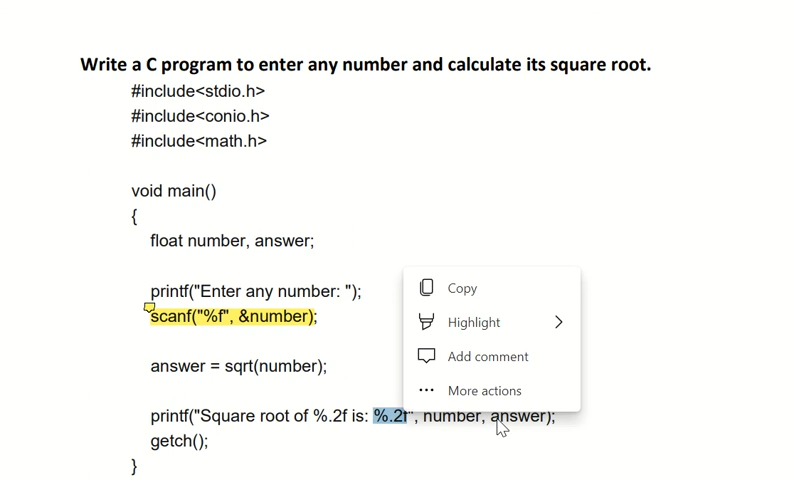 Write a C program to enter any number and calculate its square root.
#include<stdio.h>
#include<conio.h>
#include<math.h>
void main()
{
float number, answer;
printf("Enter any number: ");
scanf("%f", &number);
answer = sqrt(number);
printf("Square root of %.2f is: %.2f", number, answer);
getch();
}
Copy
Highlight
Add comment
More actions